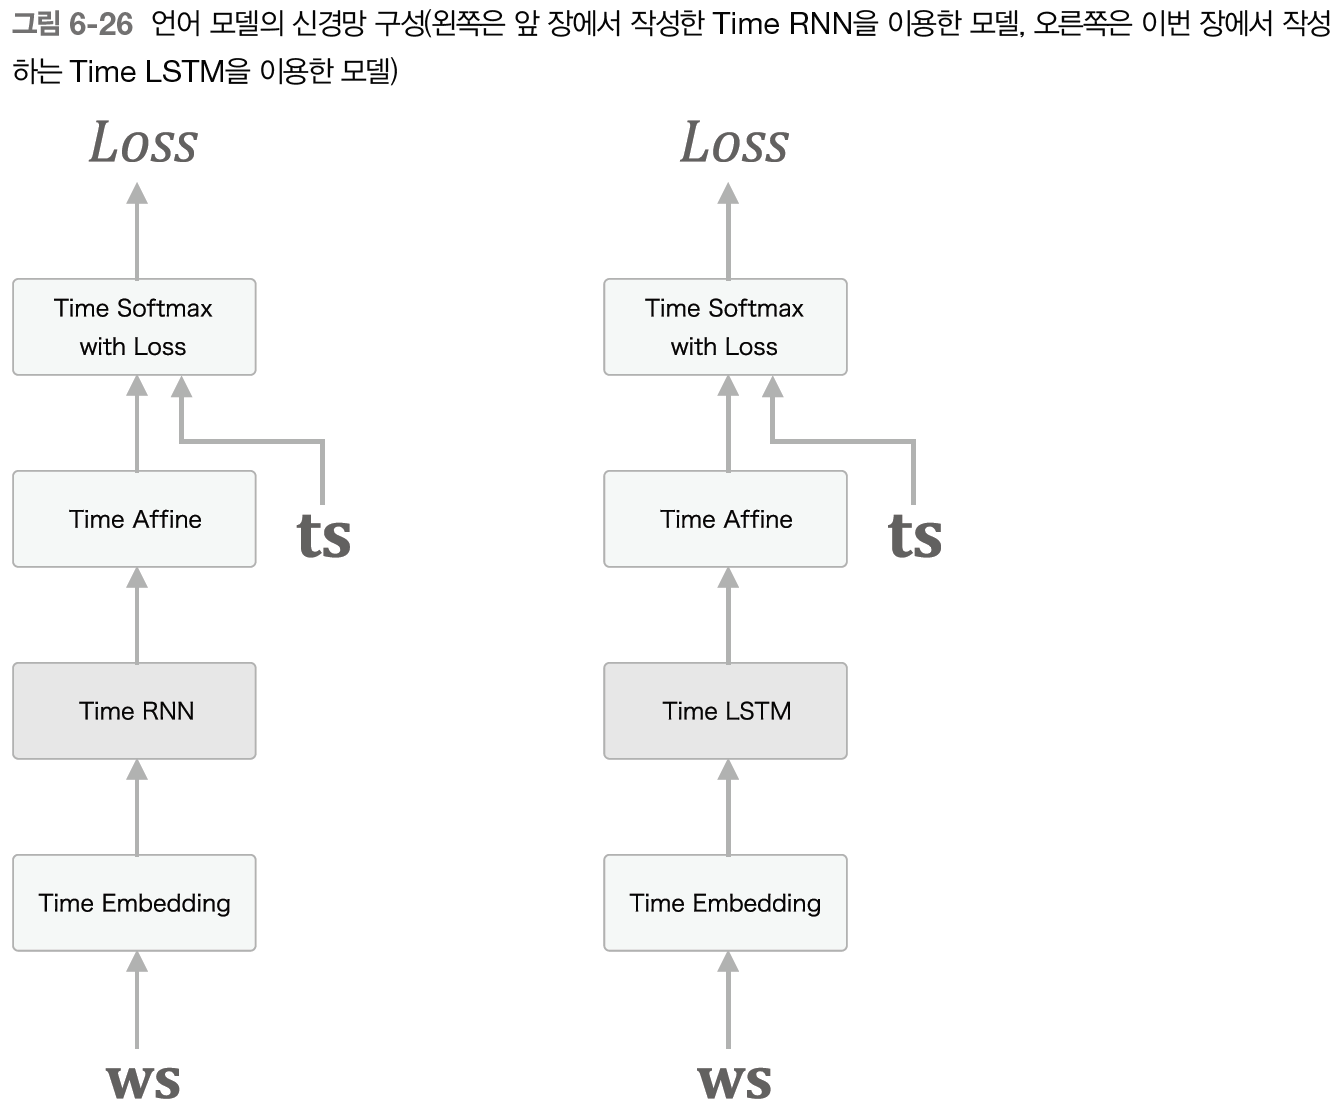 그림 6-26 언어 모델의 신경망 구성(왼쪽은 앞 장에서 작성한 Time RNN을 이용한 모델, 오른쪽은 이번 장에서 작성
하는 Time LSTM을 이용한 모델)
Loss
Time Softmax
with Loss
Time Affine
ts
Time RNN
Time Embedding
ws
Loss
Time Softmax
with Loss
Time Affine
ts
Time LSTM
Time Embedding
ws